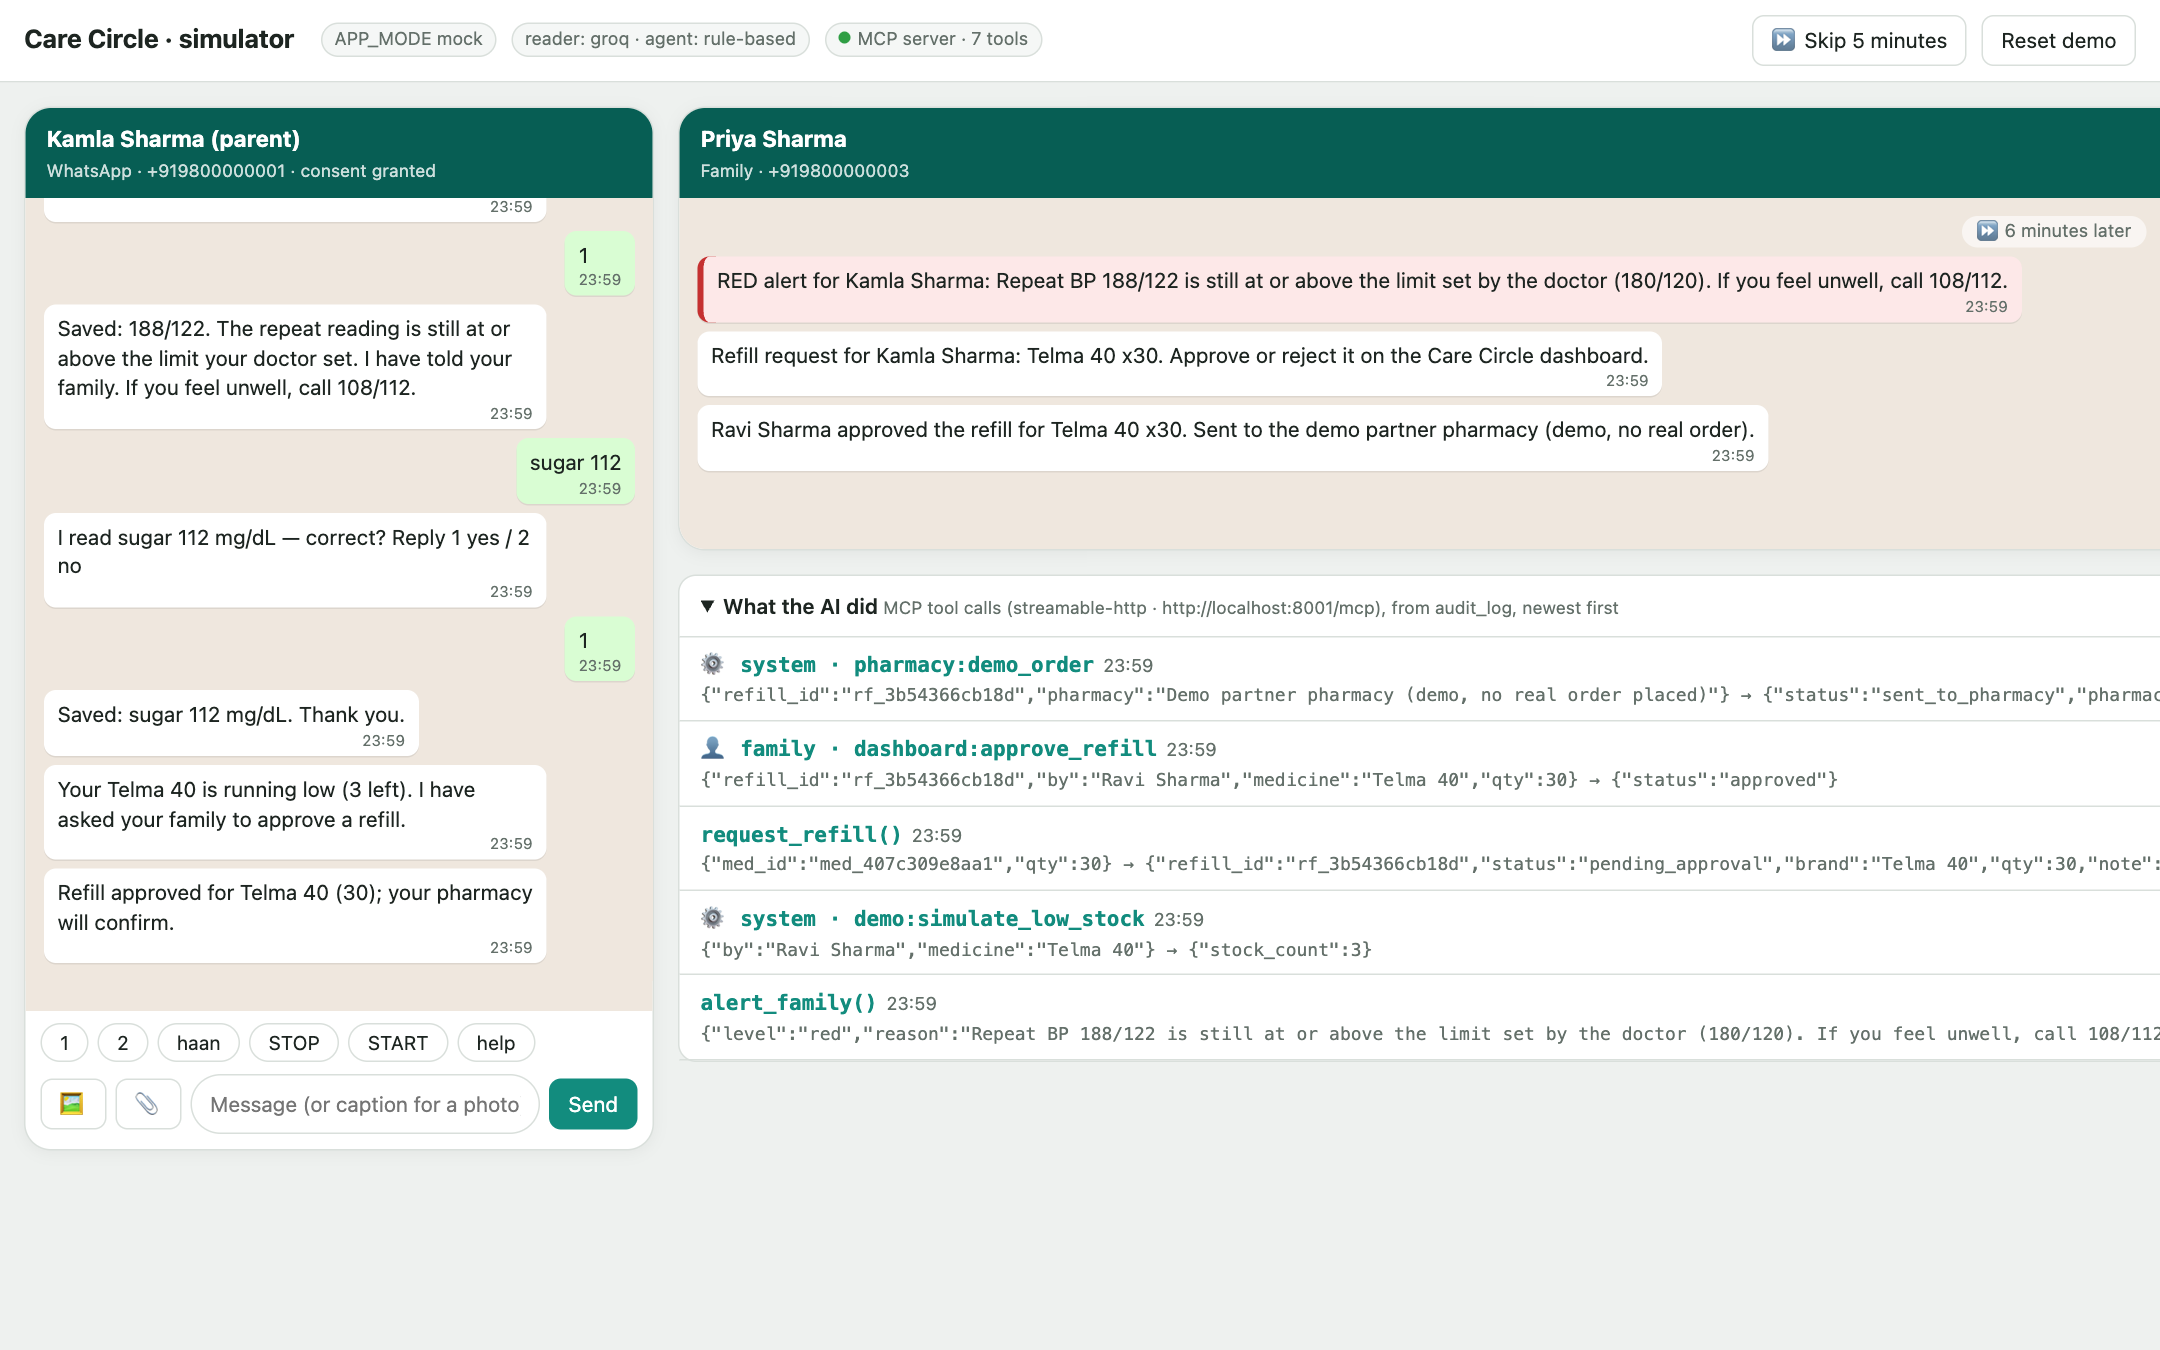 Care Circle · simulator
APP_MODE mock
reader: groq · agent: rule-based
MCP server · 7 tools
Skip 5 minutes
Reset demo
Kamla Sharma (parent)
WhatsApp · +919800000001 · consent granted
23:59
1
23:59
Saved: 188/122. The repeat reading is still at or
above the limit your doctor set. I have told your
family. If you feel unwell, call 108/112.
23:59
sugar 112
23:59
I read sugar 112 mg/dL — correct? Reply 1 yes / 2
no
23:59
1
23:59
Saved: sugar 112 mg/dL. Thank you.
23:59
Your Telma 40 is running low (3 left). I have
asked your family to approve a refill.
23:59
Refill approved for Telma 40 (30); your pharmacy
will confirm.
23:59
1
2
haan
STOP
START
help
Message (or caption for a photo
Send
Priya Sharma
Family · +919800000003
6 minutes later
RED alert for Kamla Sharma: Repeat BP 188/122 is still at or above the limit set by the doctor (180/120). If you feel unwell, call 108/112.
23:59
Refill request for Kamla Sharma: Telma 40 x30. Approve or reject it on the Care Circle dashboard.
23:59
Ravi Sharma approved the refill for Telma 40 x30. Sent to the demo partner pharmacy (demo, no real order).
23:59
▼ What the AI did MCP tool calls (streamable-http · http://localhost:8001/mcp), from audit_log, newest first
system · pharmacy:demo_order 23:59
{"refill_id":"rf_3b54366cb18d","pharmacy":"Demo partner pharmacy (demo, no real order placed)"} → {"status":"sent_to_pharmacy","pharmac
family · dashboard:approve_refill 23:59
{"refill_id":"rf_3b54366cb18d","by":"Ravi Sharma","medicine":"Telma 40","qty":30} → {"status":"approved"}
request_refill() 23:59
{"med_id":"med_407c309e8aa1","qty":30} → {"refill_id":"rf_3b54366cb18d","status":"pending_approval","brand":"Telma 40","qty":30,"note":
system · demo:simulate_low_stock 23:59
{"by":"Ravi Sharma","medicine":"Telma 40"} → {"stock_count":3}
alert_family() 23:59
{"level":"red","reason":"Repeat BP 188/122 is still at or above the limit set by the doctor (180/120). If you feel unwell, call 108/112